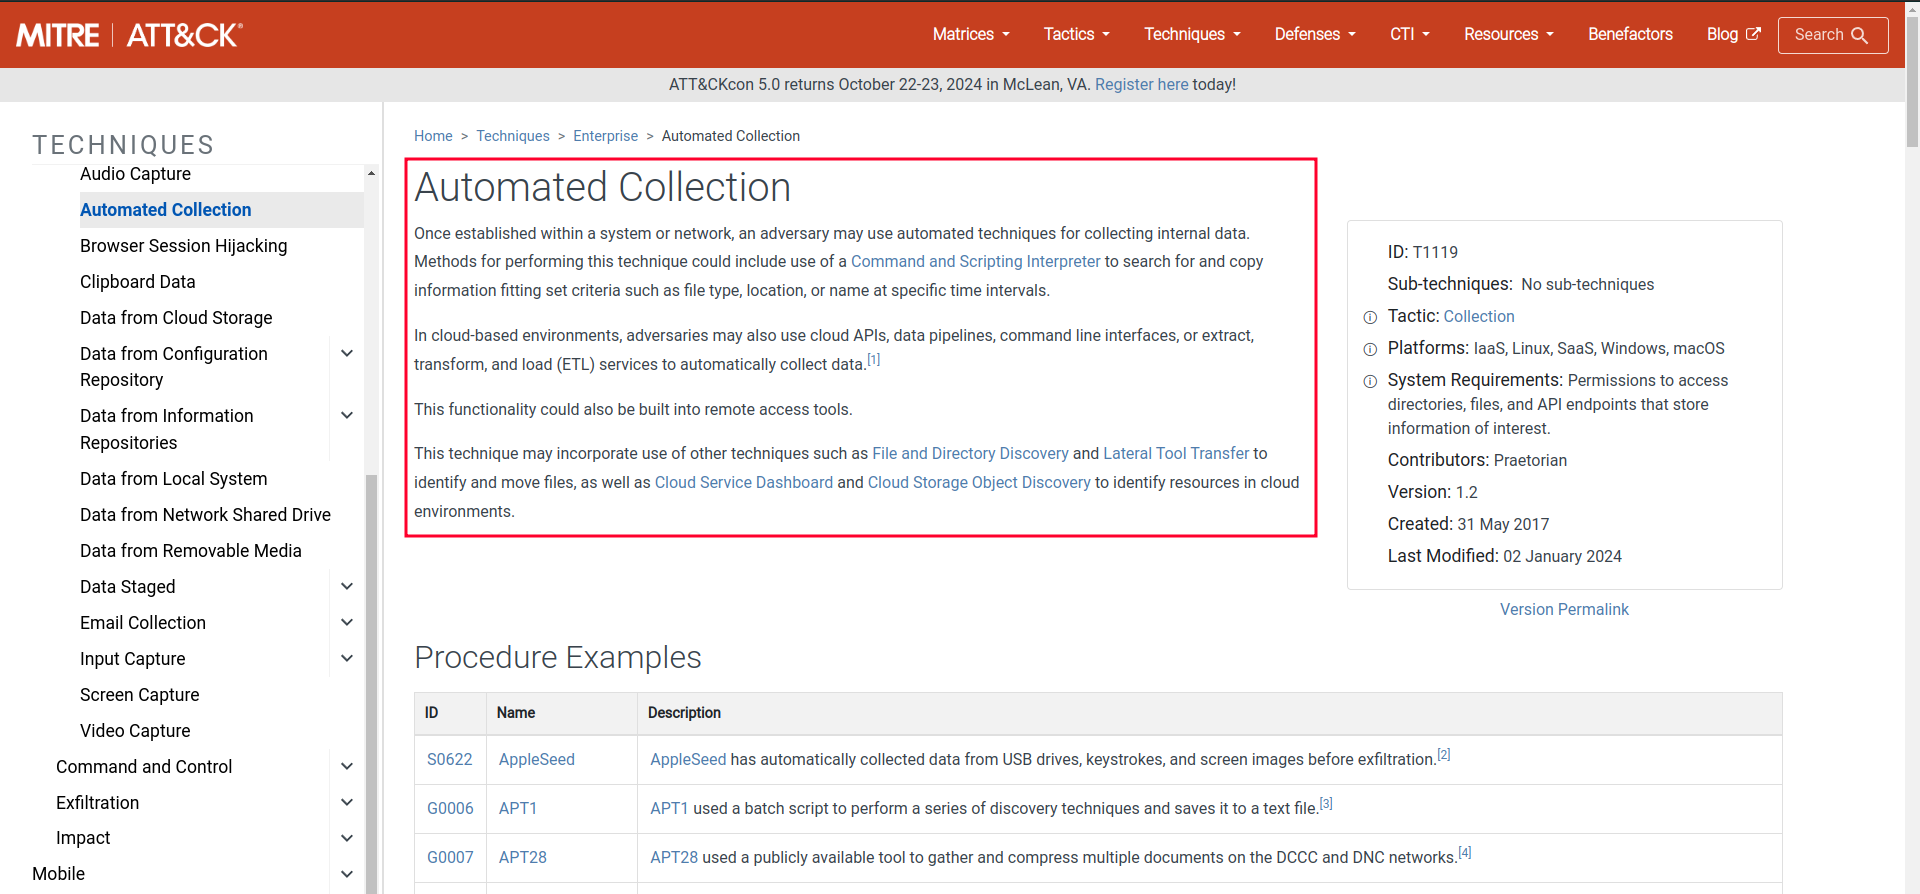 MITRE | ATT&CK®
Matrices
Tactics
Techniques
Defenses
CTI
Resources
Benefactors
Blog
Search
ATT&CKcon 5.0 returns October 22-23, 2024 in McLean, VA. Register here today!
TECHNIQUES
Audio Capture
Automated Collection
Browser Session Hijacking
Clipboard Data
Data from Cloud Storage
Data from Configuration
Repository
Data from Information
Repositories
Data from Local System
Data from Network Shared Drive
Data from Removable Media
Data Staged
Email Collection
Input Capture
Screen Capture
Video Capture
Command and Control
Exfiltration
Impact
Mobile
Home > Techniques > Enterprise > Automated Collection
Automated Collection
Once established within a system or network, an adversary may use automated techniques for collecting internal data.
Methods for performing this technique could include use of a Command and Scripting Interpreter to search for and copy
information fitting set criteria such as file type, location, or name at specific time intervals.
In cloud-based environments, adversaries may also use cloud APIs, data pipelines, command line interfaces, or extract,
transform, and load (ETL) services to automatically collect data.[1]
This functionality could also be built into remote access tools.
This technique may incorporate use of other techniques such as File and Directory Discovery and Lateral Tool Transfer to
identify and move files, as well as Cloud Service Dashboard and Cloud Storage Object Discovery to identify resources in cloud
environments.
ID: T1119
Sub-techniques: No sub-techniques
Tactic: Collection
Platforms: IaaS, Linux, SaaS, Windows, macOS
System Requirements: Permissions to access
directories, files, and API endpoints that store
information of interest.
Contributors: Praetorian
Version: 1.2
Created: 31 May 2017
Last Modified: 02 January 2024
Version Permalink
Procedure Examples
ID Name Description
S0622 AppleSeed AppleSeed has automatically collected data from USB drives, keystrokes, and screen images before exfiltration.[2]
G0006 APT1 APT1 used a batch script to perform a series of discovery techniques and saves it to a text file.[3]
G0007 APT28 APT28 used a publicly available tool to gather and compress multiple documents on the DCCC and DNC networks.[4]